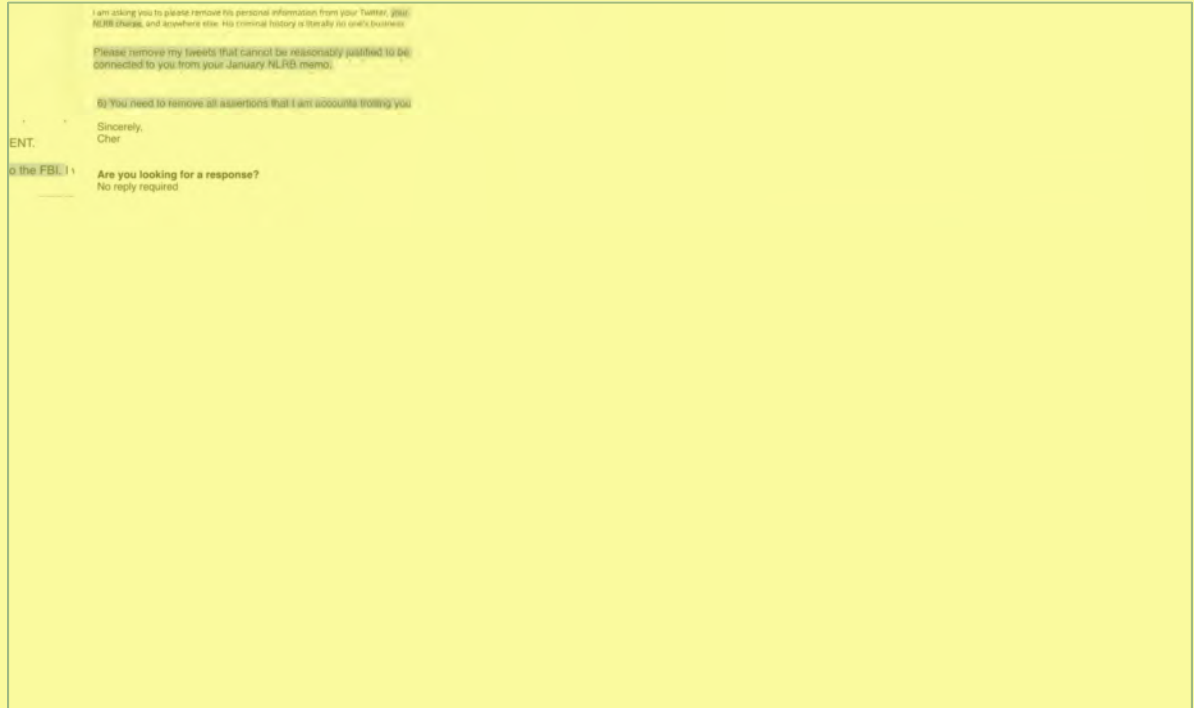 I am asking you to please remove his personal information from your Twitter, your
NLRB charge, and anywhere else. His criminal history is literally no one's business
Please remove my tweets that cannot be reasonably justified to be
connected to you from your January NLRB memo.
6) You need to remove all assertions that I am accounts trolling you
Sincerely,
Cher
ENT.
o the FBI. I
Are you looking for a response?
No reply required